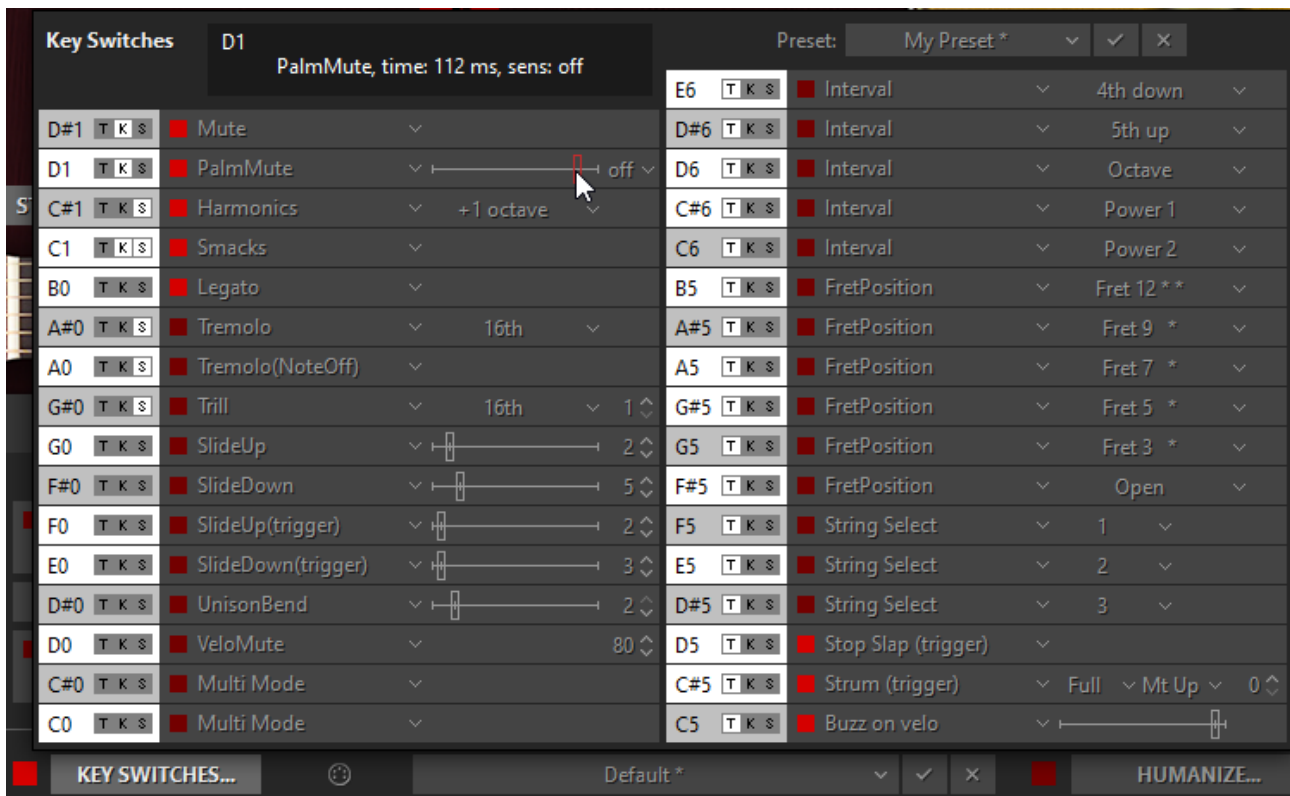 Key Switches D1 Preset: My Preset *
PalmMute, time: 112 ms, sens: off
D#1 T K S Mute
D1 T K S PalmMute off
C#1 T K S Harmonics +1 octave
C1 T K S Smacks
B0 T K S Legato
A#0 T K S Tremolo 16th
A0 T K S Tremolo(NoteOff)
G#0 T K S Trill 16th 1
G0 T K S SlideUp 2
F#0 T K S SlideDown 5
F0 T K S SlideUp(trigger) 2
E0 T K S SlideDown(trigger) 3
D#0 T K S UnisonBend 2
D0 T K S VeloMute 80
C#0 T K S Multi Mode
C0 T K S Multi Mode
E6 T K S Interval 4th down
D#6 T K S Interval 5th up
D6 T K S Interval Octave
C#6 T K S Interval Power 1
C6 T K S Interval Power 2
B5 T K S FretPosition Fret 12 * *
A#5 T K S FretPosition Fret 9 *
A5 T K S FretPosition Fret 7 *
G#5 T K S FretPosition Fret 5 *
G5 T K S FretPosition Fret 3 *
F#5 T K S FretPosition Open
F5 T K S String Select 1
E5 T K S String Select 2
D#5 T K S String Select 3
D5 T K S Stop Slap (trigger)
C#5 T K S Strum (trigger) Full Mt Up 0
C5 T K S Buzz on velo
KEY SWITCHES... Default * HUMANIZE...